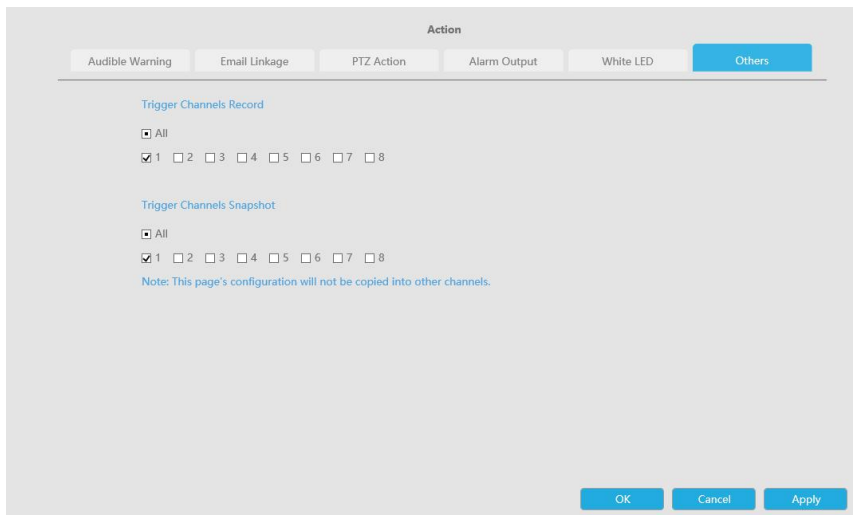 Action
Audible Warning Email Linkage PTZ Action Alarm Output White LED Others
Trigger Channels Record
All
1 2 3 4 5 6 7 8
Trigger Channels Snapshot
All
1 2 3 4 5 6 7 8
Note: This page's configuration will not be copied into other channels.
OK Cancel Apply